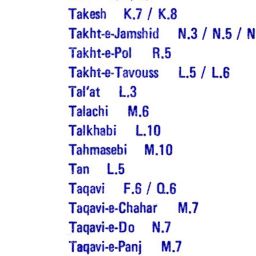 Takesh K.7 / K.8
Takht-e-Jamshid N.3 / N.5 / N
Takht-e-Pol R.5
Takht-e-Tavouss L.5 / L.6
Tal'at L.3
Talachi M.6
Talkhabi L.10
Tahmasebi M.10
Tan L.5
Taqavi F.6 / Q.6
Taqavi-e-Chahar M.7
Taqavi-e-Do N.7
Taqavi-e-Panj M.7